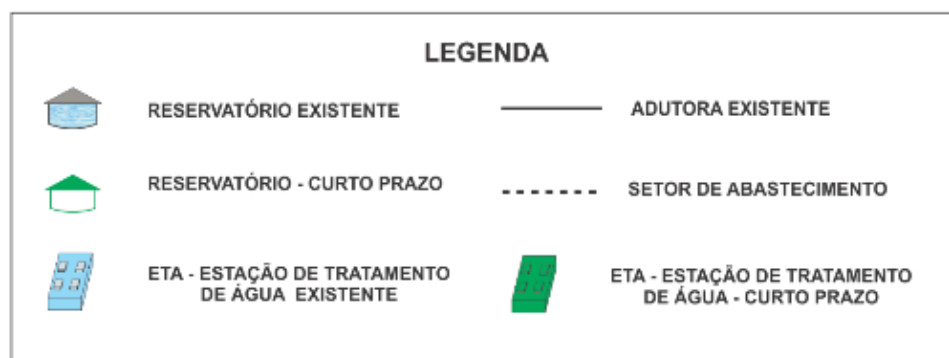 LEGENDA
RESERVATÓRIO EXISTENTE
ADUTORA EXISTENTE
RESERVATÓRIO - CURTO PRAZO
SETOR DE ABASTECIMENTO
ETA - ESTAÇÃO DE TRATAMENTO
DE ÁGUA EXISTENTE
ETA - ESTAÇÃO DE TRATAMENTO
DE ÁGUA - CURTO PRAZO